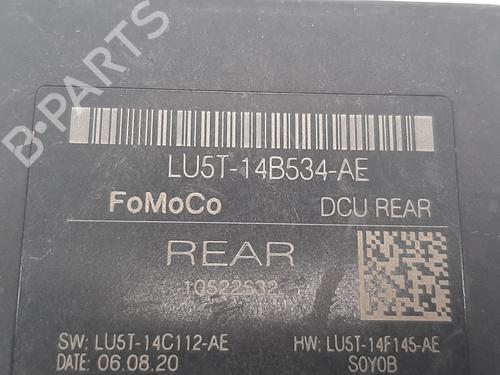 B-PARTS
LU5T-14B534-AE
FoMoCo DCU REAR
REAR
10522532
SW: LU5T-14C112-AE HW: LU5T-14F145-AE
DATE: 06.08.20 S0Y0B